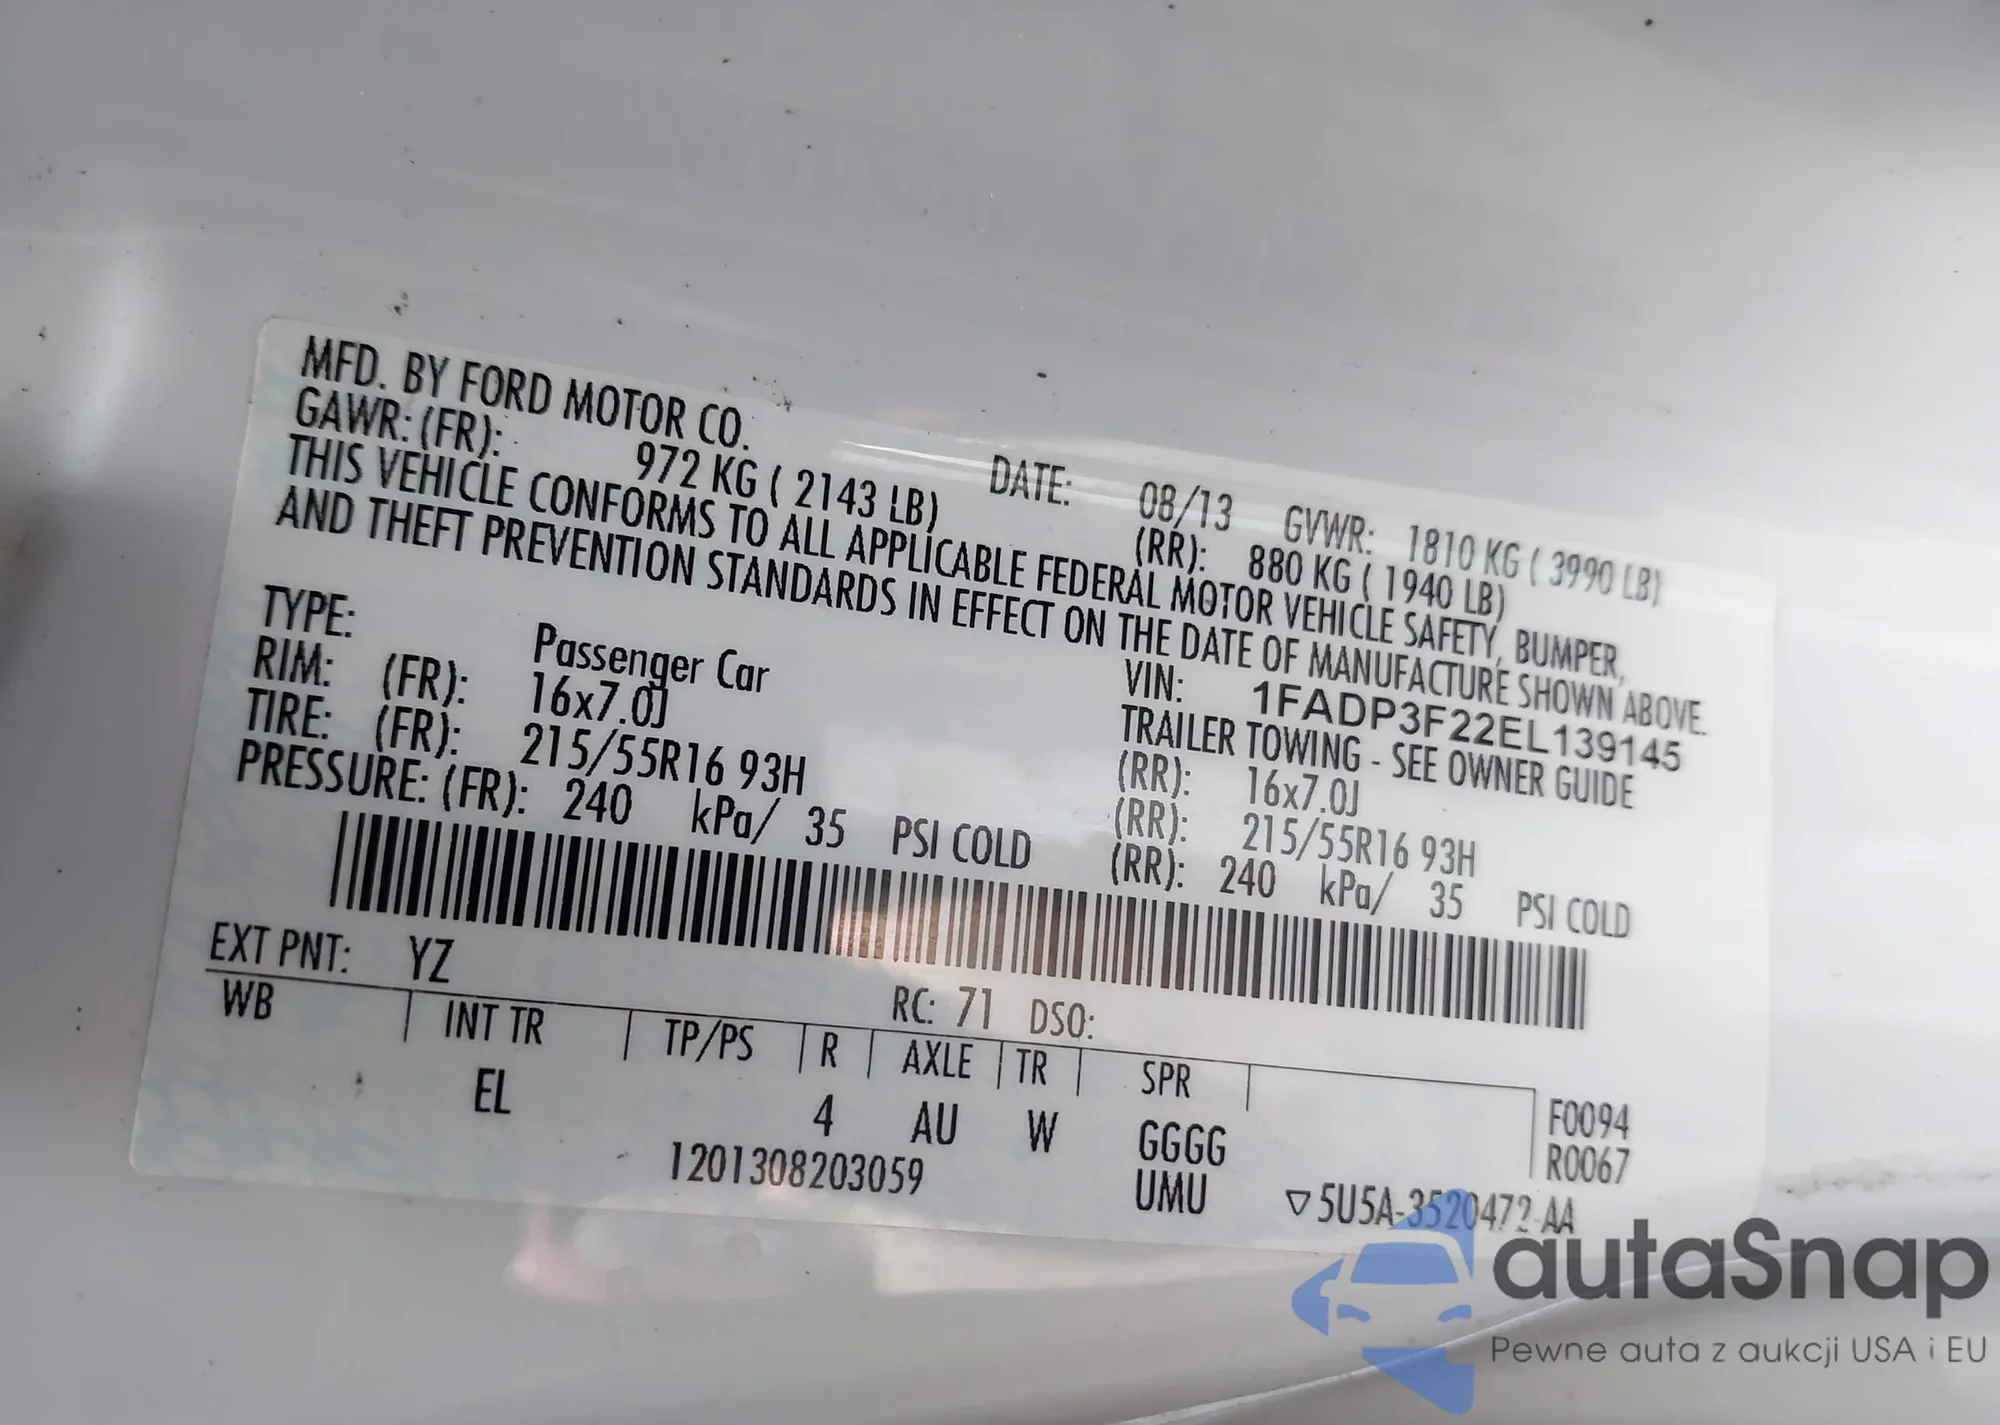 MFD. BY FORD MOTOR CO. DATE: 08/13 GVWR: 1810 KG ( 3990 LB)
GAWR: (FR): 972 KG ( 2143 LB) (RR): 880 KG ( 1940 LB)
THIS VEHICLE CONFORMS TO ALL APPLICABLE FEDERAL MOTOR VEHICLE SAFETY, BUMPER,
AND THEFT PREVENTION STANDARDS IN EFFECT ON THE DATE OF MANUFACTURE SHOWN ABOVE.
VIN: 1FADP3F22EL139145
TYPE: Passenger Car TRAILER TOWING - SEE OWNER GUIDE
RIM: (FR): 16x7.0J (RR): 16x7.0J
TIRE: (FR): 215/55R16 93H (RR): 215/55R16 93H
PRESSURE: (FR): 240 kPa/ 35 PSI COLD (RR): 240 kPa/ 35 PSI COLD
EXT PNT: YZ RC: 71 DSO:
WB INT TR TP/PS R AXLE TR SPR F0094
EL 4 AU W GGGG R0067
1201308203059 UMU ▽5U5A-3520472-AA
autaSnap
Pewne auta z aukcji USA i EU